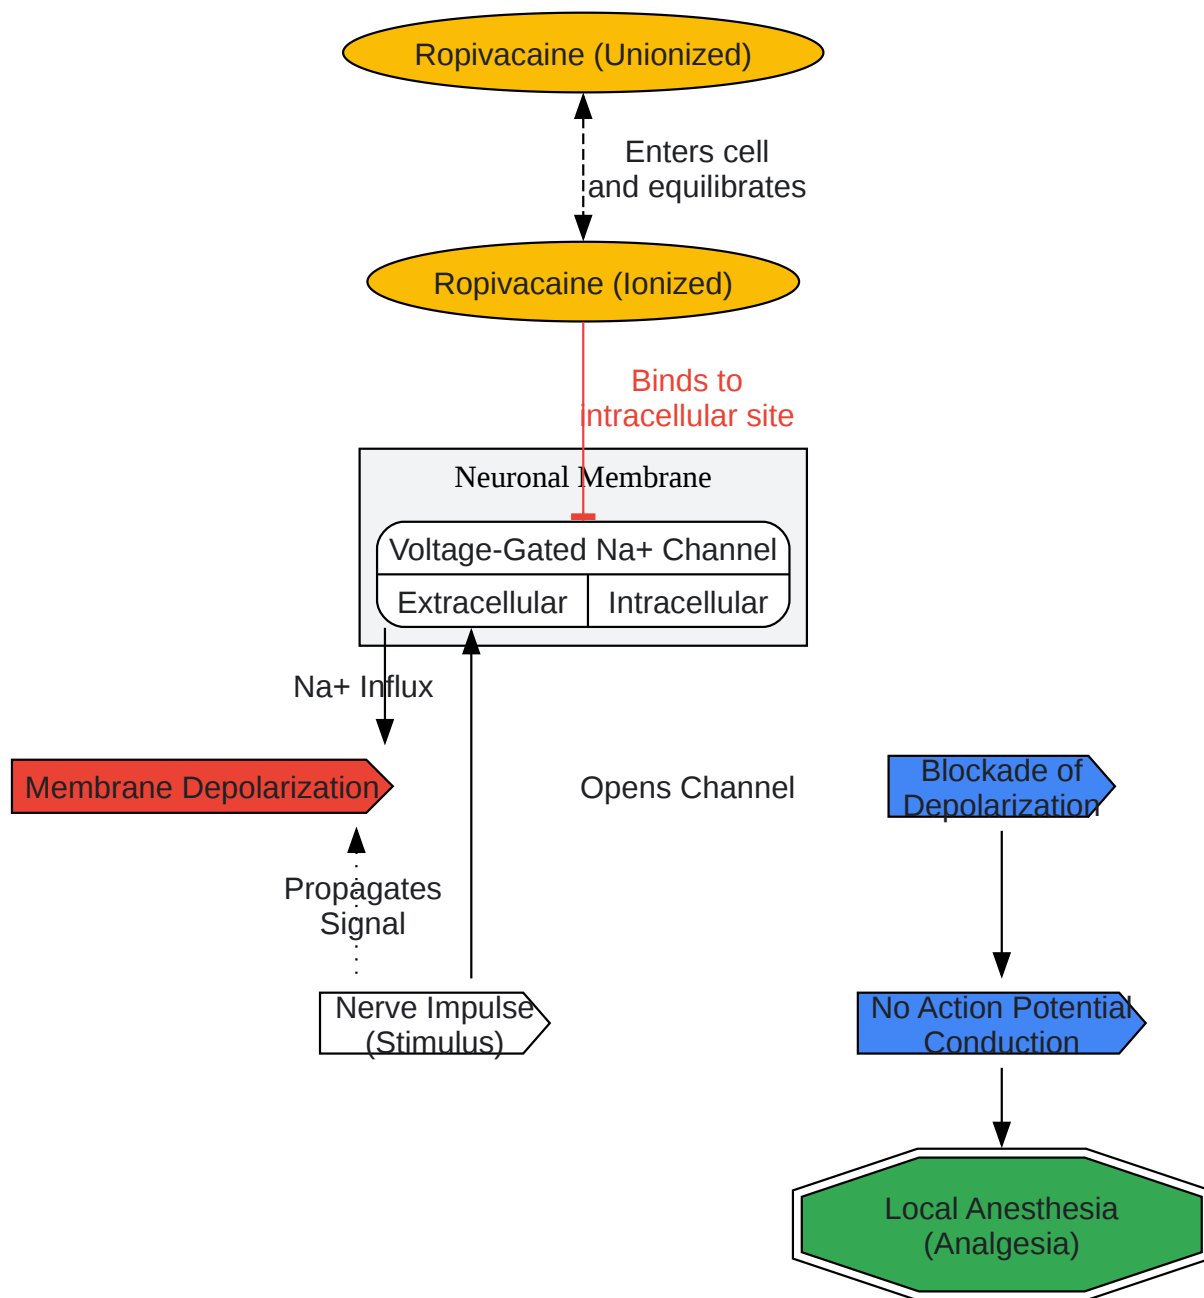 Ropivacaine (Unionized)
Enters cell
and equilibrates
Ropivacaine (Ionized)
Binds to
intracellular site
Neuronal Membrane
Voltage-Gated Na+ Channel
Extracellular
Intracellular
Na+ Influx
Membrane Depolarization
Opens Channel
Blockade of
Depolarization
Propagates
Signal
Nerve Impulse
(Stimulus)
No Action Potential
Conduction
Local Anesthesia
(Analgesia)